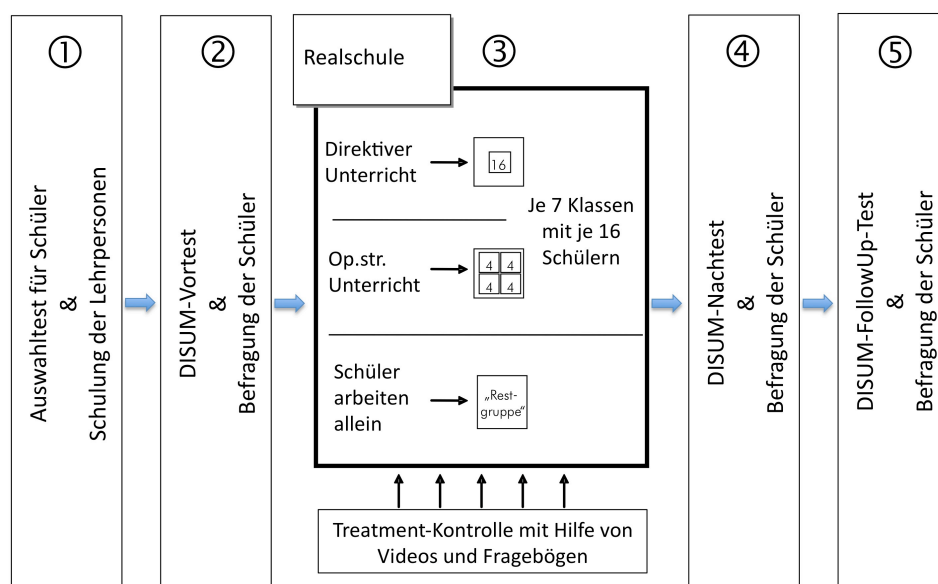 ①
Auswahltest für Schüler
&
Schulung der Lehrpersonen
②
DISUM-Vortest
&
Befragung der Schüler
Realschule
③
Direktiver
Unterricht
16
Je 7 Klassen
mit je 16
Schülern
Op.str.
Unterricht
4 4
4 4
Schüler
arbeiten
allein
„Rest-
gruppe“
Treatment-Kontrolle mit Hilfe von
Videos und Fragebögen
④
DISUM-Nachtest
&
Befragung der Schüler
⑤
DISUM-FollowUp-Test
&
Befragung der Schüler